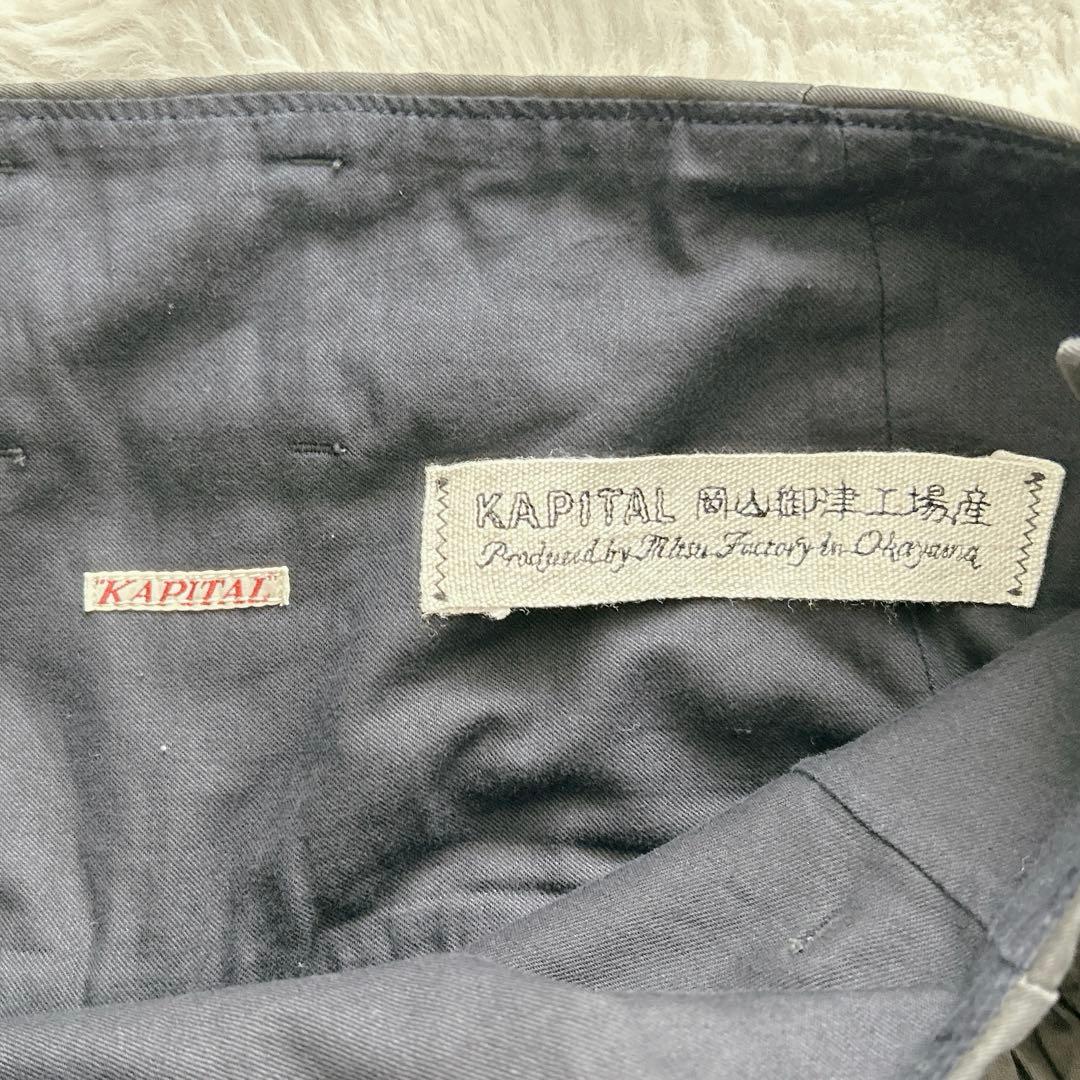 "KAPITAL"
KAPITAL 岡山御津工場産
Produced by Mitsu Factory in Okayama